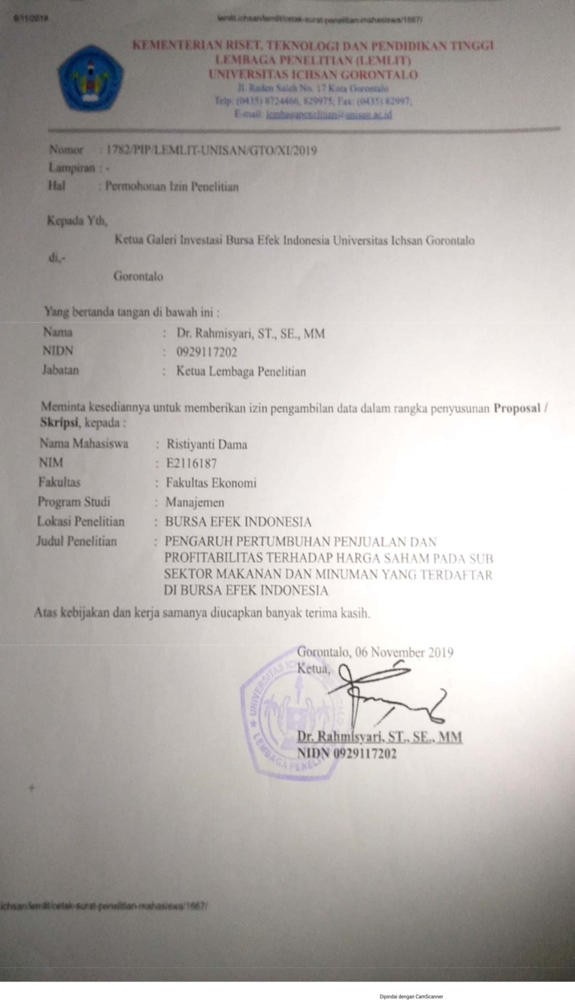 6/11/2019 lemlit.ichsan/lemlit/cetak-surat-penelitian-mahasiswa/1667/
KEMENTERIAN RISET, TEKNOLOGI DAN PENDIDIKAN TINGGI
LEMBAGA PENELITIAN (LEMLIT)
UNIVERSITAS ICHSAN GORONTALO
Jl. Raden Saleh No. 17 Kota Gorontalo
Telp: (0435) 8724466, 829975; Fax: (0435) 82997;
E-mail: lembagapenelitian@unisan.ac.id
Nomor : 1782/PIP/LEMLIT-UNISAN/GTO/XI/2019
Lampiran : -
Hal : Permohonan Izin Penelitian
Kepada Yth,
Ketua Galeri Investasi Bursa Efek Indonesia Universitas Ichsan Gorontalo
di,-
Gorontalo
Yang bertanda tangan di bawah ini :
Nama : Dr. Rahmisyari, ST., SE., MM
NIDN : 0929117202
Jabatan : Ketua Lembaga Penelitian
Meminta kesediannya untuk memberikan izin pengambilan data dalam rangka penyusunan Proposal /
Skripsi, kepada :
Nama Mahasiswa : Ristiyanti Dama
NIM : E2116187
Fakultas : Fakultas Ekonomi
Program Studi : Manajemen
Lokasi Penelitian : BURSA EFEK INDONESIA
Judul Penelitian : PENGARUH PERTUMBUHAN PENJUALAN DAN
PROFITABILITAS TERHADAP HARGA SAHAM PADA SUB
SEKTOR MAKANAN DAN MINUMAN YANG TERDAFTAR
DI BURSA EFEK INDONESIA
Atas kebijakan dan kerja samanya diucapkan banyak terima kasih.
Gorontalo, 06 November 2019
Ketua,
UNIVERSITAS
LEMBAGA
Dr. Rahmisyari, ST., SE., MM
NIDN 0929117202
ichsan/lemlit/cetak-surat-penelitian-mahasiswa/1667/
Dipindai dengan CamScanner